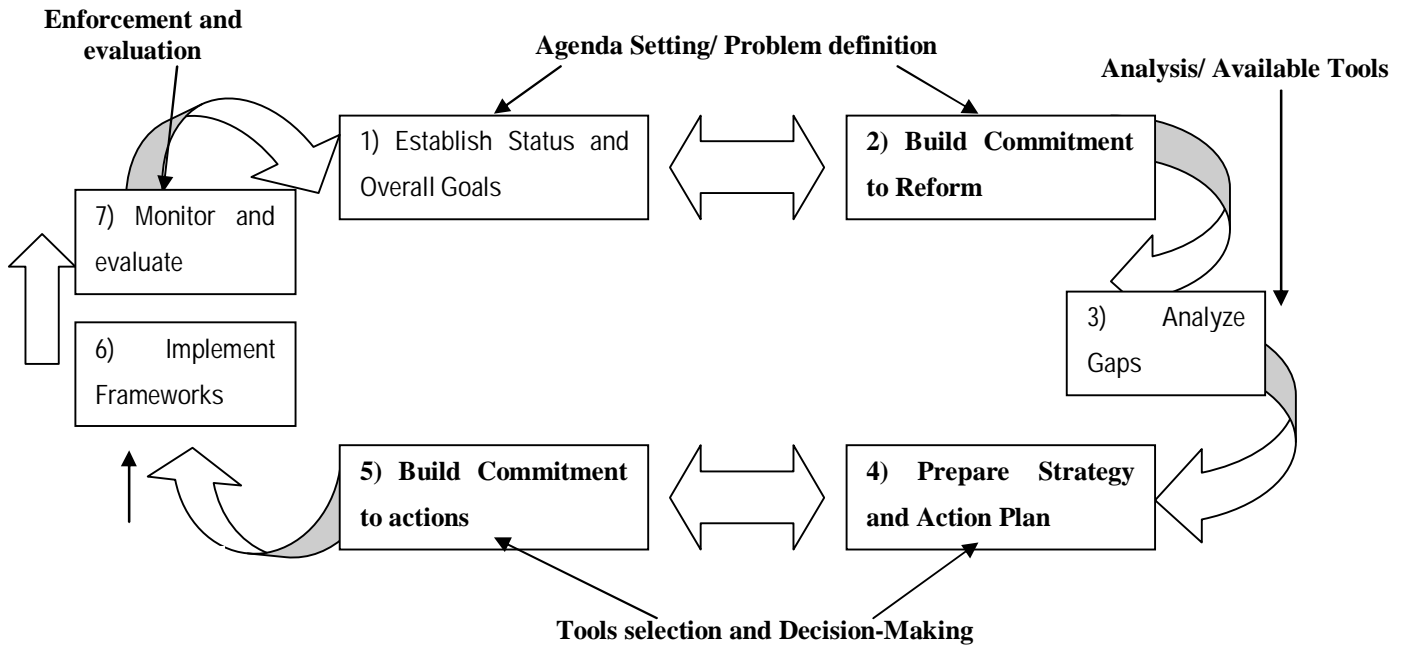 Enforcement and
evaluation
Agenda Setting/ Problem definition
Analysis/ Available Tools
1) Establish Status and
Overall Goals
2) Build Commitment
to Reform
7) Monitor and
evaluate
3) Analyze
Gaps
6) Implement
Frameworks
5) Build Commitment
to actions
4) Prepare Strategy
and Action Plan
Tools selection and Decision-Making